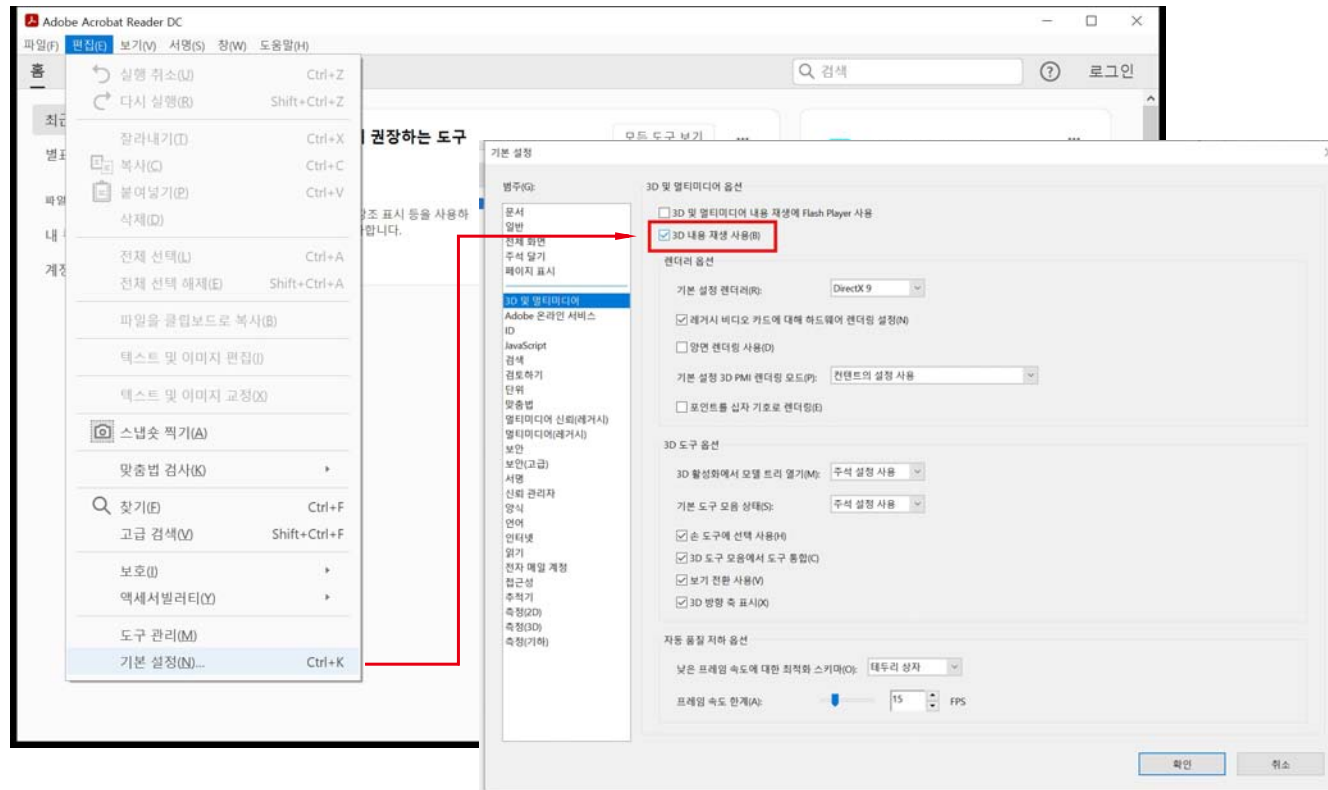 Adobe Acrobat Reader DC
파일(F) 편집(E) 보기(V) 서명(S) 창(W) 도움말(H)
홈
검색
로그인
실행 취소(U) Ctrl+Z
다시 실행(R) Shift+Ctrl+Z
잘라내기(T) Ctrl+X
복사(C) Ctrl+C
붙여넣기(P) Ctrl+V
삭제(D)
전체 선택(L) Ctrl+A
전체 선택 해제(E) Shift+Ctrl+A
파일을 클립보드로 복사(B)
텍스트 및 이미지 편집(I)
텍스트 및 이미지 교정(X)
스냅숏 찍기(A)
맞춤법 검사(K)
찾기(F) Ctrl+F
고급 검색(V) Shift+Ctrl+F
보호(I)
액세서빌러티(Y)
도구 관리(M)
기본 설정(N)... Ctrl+K
권장하는 도구
모든 도구 보기
표시 등을 사용하
합니다.
기본 설정
범주(G):
문서
일반
전체 화면
주석 달기
페이지 표시
3D 및 멀티미디어
Adobe 온라인 서비스
ID
JavaScript
검색
검토하기
단위
맞춤법
멀티미디어 신뢰(레거시)
멀티미디어(레거시)
보안
보안(고급)
서명
신뢰 관리자
양식
언어
인터넷
읽기
전자 메일 계정
접근성
추적기
측정(2D)
측정(3D)
측정(기하)
3D 및 멀티미디어 옵션
3D 및 멀티미디어 내용 재생에 Flash Player 사용
3D 내용 재생 사용(B)
렌더러 옵션
기본 설정 렌더러(R): DirectX 9
레거시 비디오 카드에 대해 하드웨어 렌더링 설정(N)
양면 렌더링 사용(D)
기본 설정 3D PMI 렌더링 모드(P): 컨텐트의 설정 사용
포인트를 십자 기호로 렌더링(E)
3D 도구 옵션
3D 활성화에서 모델 트리 열기(M): 주석 설정 사용
기본 도구 모음 상태(S): 주석 설정 사용
손 도구에 선택 사용(H)
3D 도구 모음에서 도구 통합(C)
보기 전환 사용(V)
3D 방향 축 표시(X)
자동 품질 저하 옵션
낮은 프레임 속도에 대한 최적화 스키마(O): 테두리 상자
프레임 속도 한계(A): 15 FPS
확인 취소